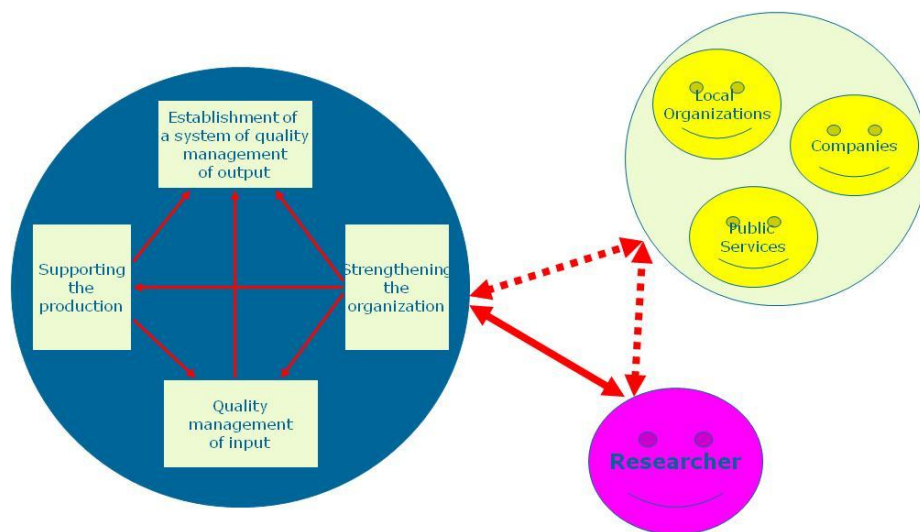 Establishment of
a system of quality
management
of output
Supporting
the
production
Strengthening
the
organization
Quality
management
of input
Local
Organizations
Companies
Public
Services
Researcher